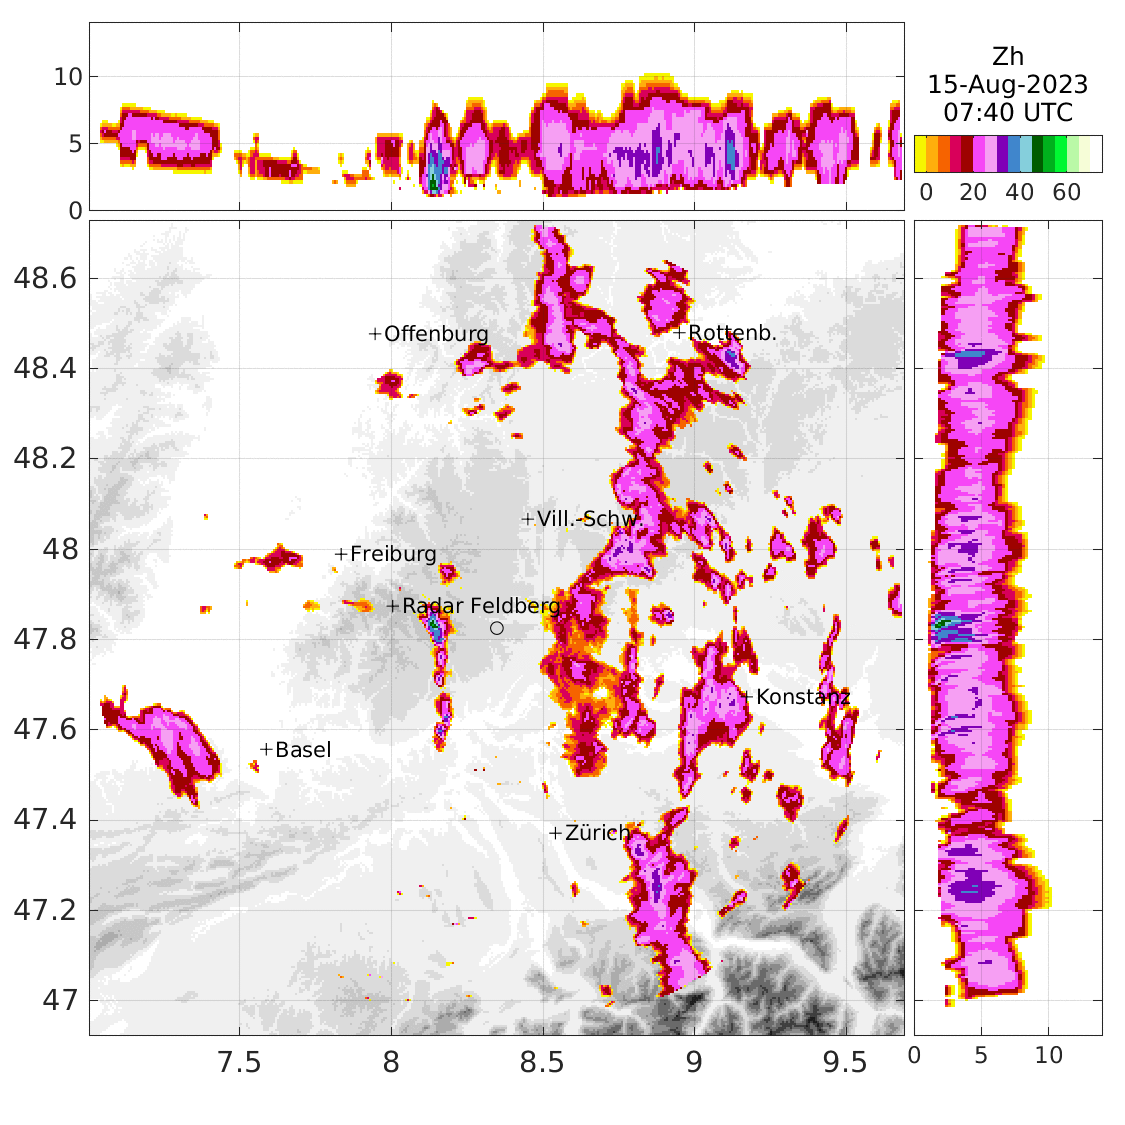 10
5
0
Zh
15-Aug-2023
07:40 UTC
0 20 40 60
48.6
48.4
48.2
48
47.8
47.6
47.4
47.2
47
+Offenburg
+Rottenb.
+Vill.-Schw.
+Freiburg
+Radar Feldberg
+Konstanz
+Basel
+Zürich
7.5 8 8.5 9 9.5
0 5 10